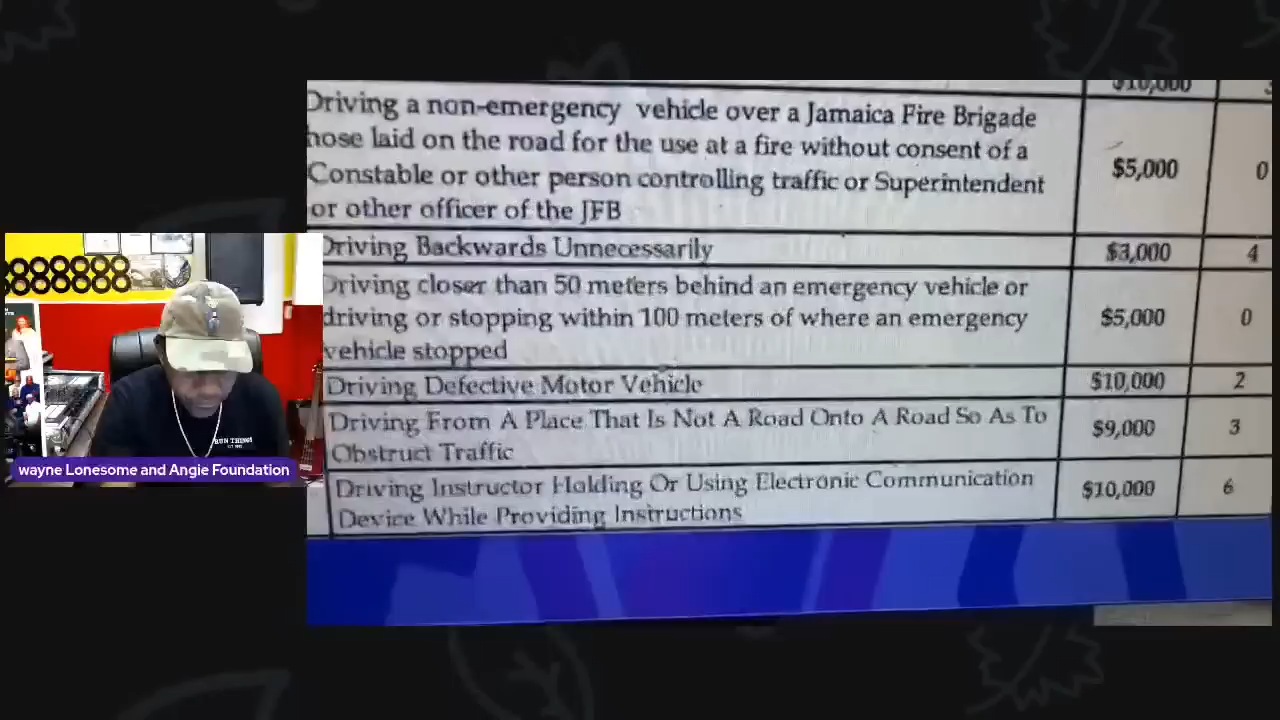 $10,000
Driving a non-emergency vehicle over a Jamaica Fire Brigade
hose laid on the road for the use at a fire without consent of a
Constable or other person controlling traffic or Superintendent
or other officer of the JFB
$5,000
0
Driving Backwards Unnecessarily
$3,000
4
Driving closer than 50 meters behind an emergency vehicle or
driving or stopping within 100 meters of where an emergency
vehicle stopped
$5,000
0
Driving Defective Motor Vehicle
$10,000
2
Driving From A Place That Is Not A Road Onto A Road So As To
Obstruct Traffic
$9,000
3
Driving Instructor Holding Or Using Electronic Communication
Device While Providing Instructions
$10,000
6
RUN THINGS
wayne Lonesome and Angie Foundation